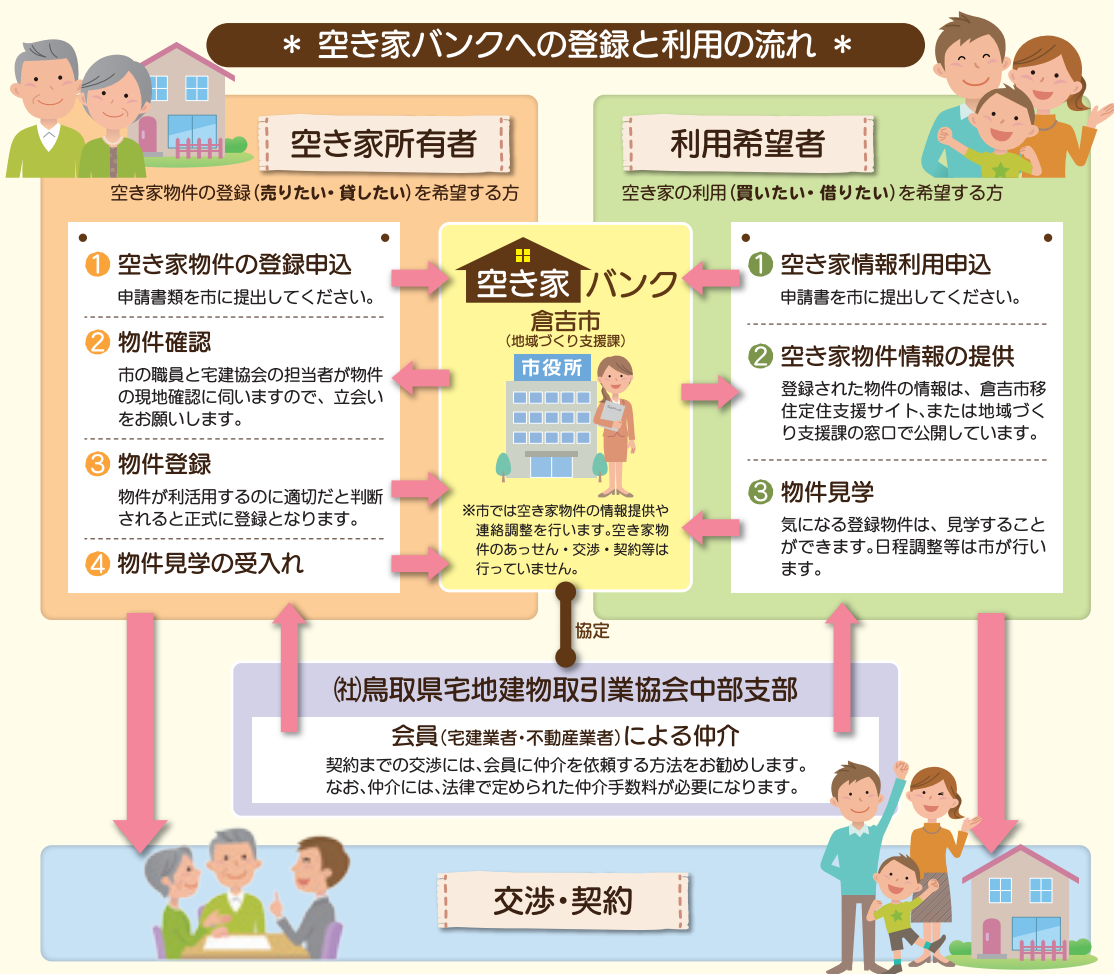 ＊ 空き家バンクへの登録と利用の流れ ＊
空き家所有者
空き家物件の登録（売りたい・貸したい）を希望する方
1 空き家物件の登録申込
申請書類を市に提出してください。
2 物件確認
市の職員と宅建協会の担当者が物件
の現地確認に伺いますので、立会い
をお願いします。
3 物件登録
物件が利活用するのに適切だと判断
されると正式に登録となります。
4 物件見学の受入れ
空き家バンク
倉吉市
（地域づくり支援課）
市役所
※市では空き家物件の情報提供や
連絡調整を行います。空き家物
件のあっせん・交渉・契約等は
行っていません。
利用希望者
空き家の利用（買いたい・借りたい）を希望する方
1 空き家情報利用申込
申請書を市に提出してください。
2 空き家物件情報の提供
登録された物件の情報は、倉吉市移
住定住支援サイト、または地域づく
り支援課の窓口で公開しています。
3 物件見学
気になる登録物件は、見学すること
ができます。日程調整等は市が行い
ます。
協定
㈳鳥取県宅地建物取引業協会中部支部
会員（宅建業者・不動産業者）による仲介
契約までの交渉には、会員に仲介を依頼する方法をお勧めします。
なお、仲介には、法律で定められた仲介手数料が必要になります。
交渉・契約